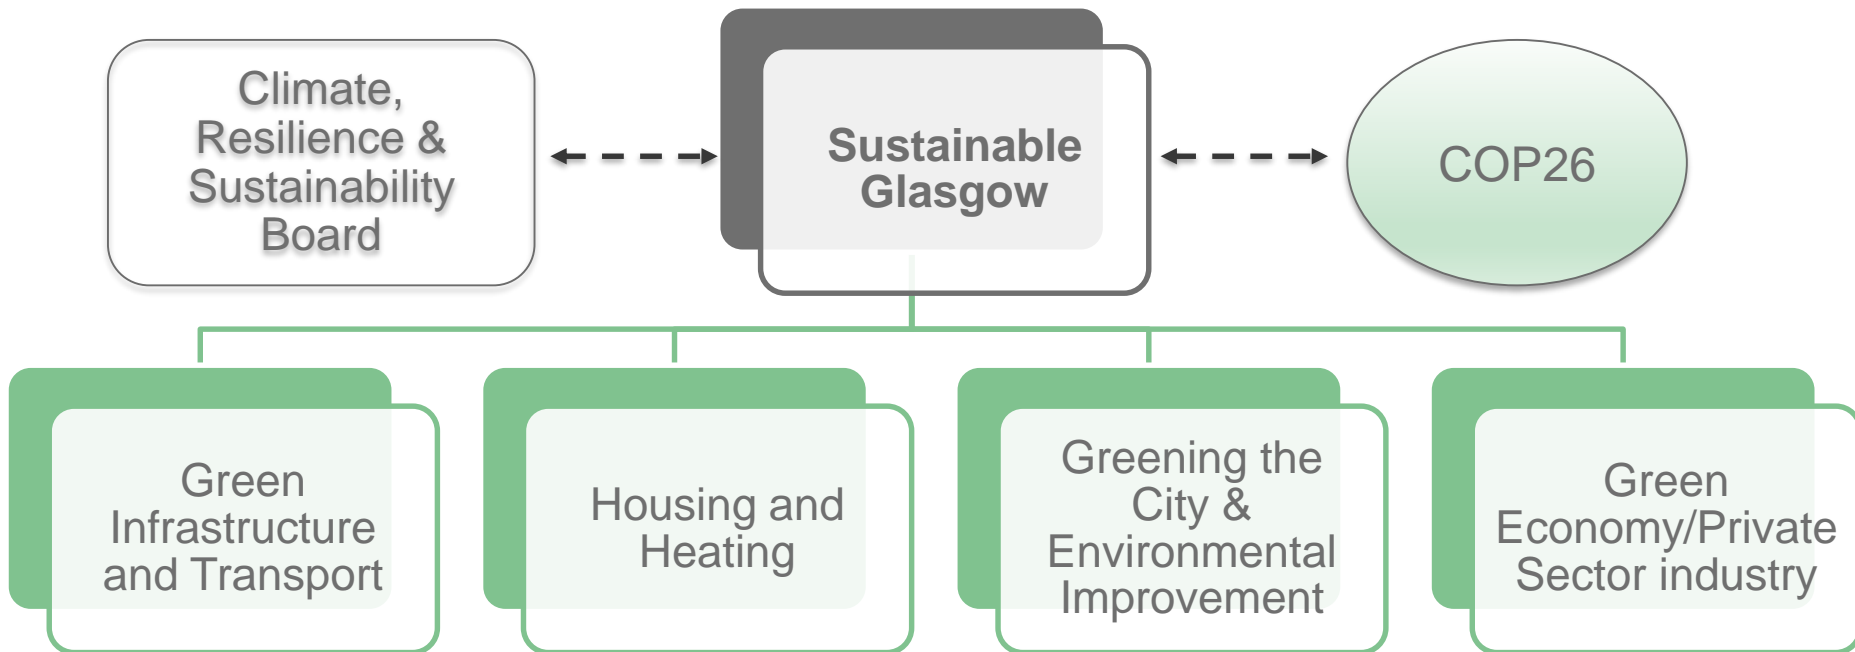 Climate,
Resilience &
Sustainability
Board
Sustainable
Glasgow
COP26
Green
Infrastructure
and Transport
Housing and
Heating
Greening the
City &
Environmental
Improvement
Green
Economy/Private
Sector industry